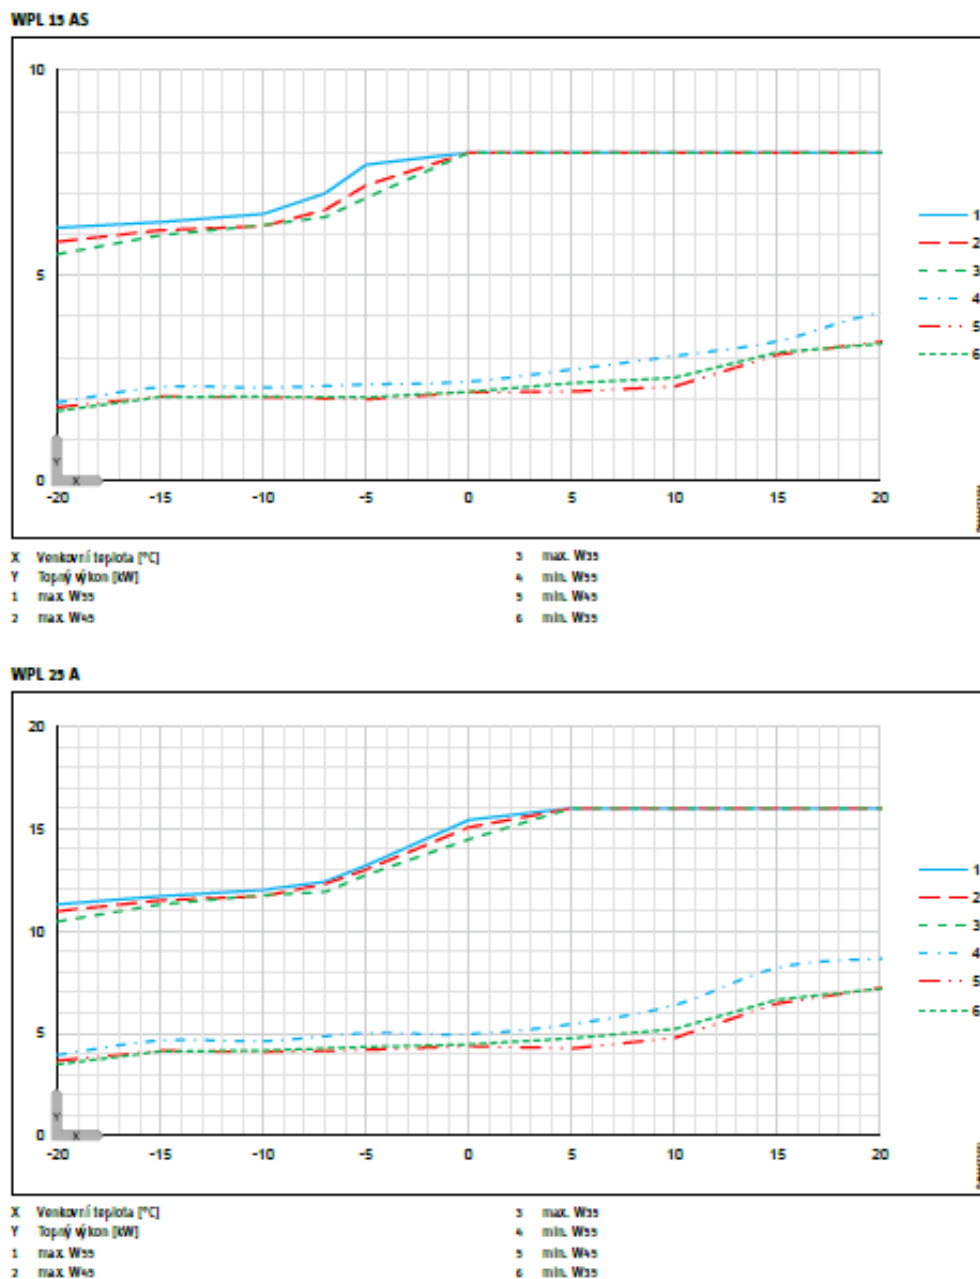 WPL 15 AS
10
5
0
-20 -15 -10 -5 0 5 10 15 20
Y
X
1
2
3
4
5
6
X Venkovní teplota [°C]
Y Topný výkon [kW]
1 max. W55
2 max. W45
3 max. W35
4 min. W55
5 min. W45
6 min. W35
WPL 25 A
20
15
10
5
0
-20 -15 -10 -5 0 5 10 15 20
Y
X
1
2
3
4
5
6
X Venkovní teplota [°C]
Y Topný výkon [kW]
1 max. W55
2 max. W45
3 max. W35
4 min. W55
5 min. W45
6 min. W35